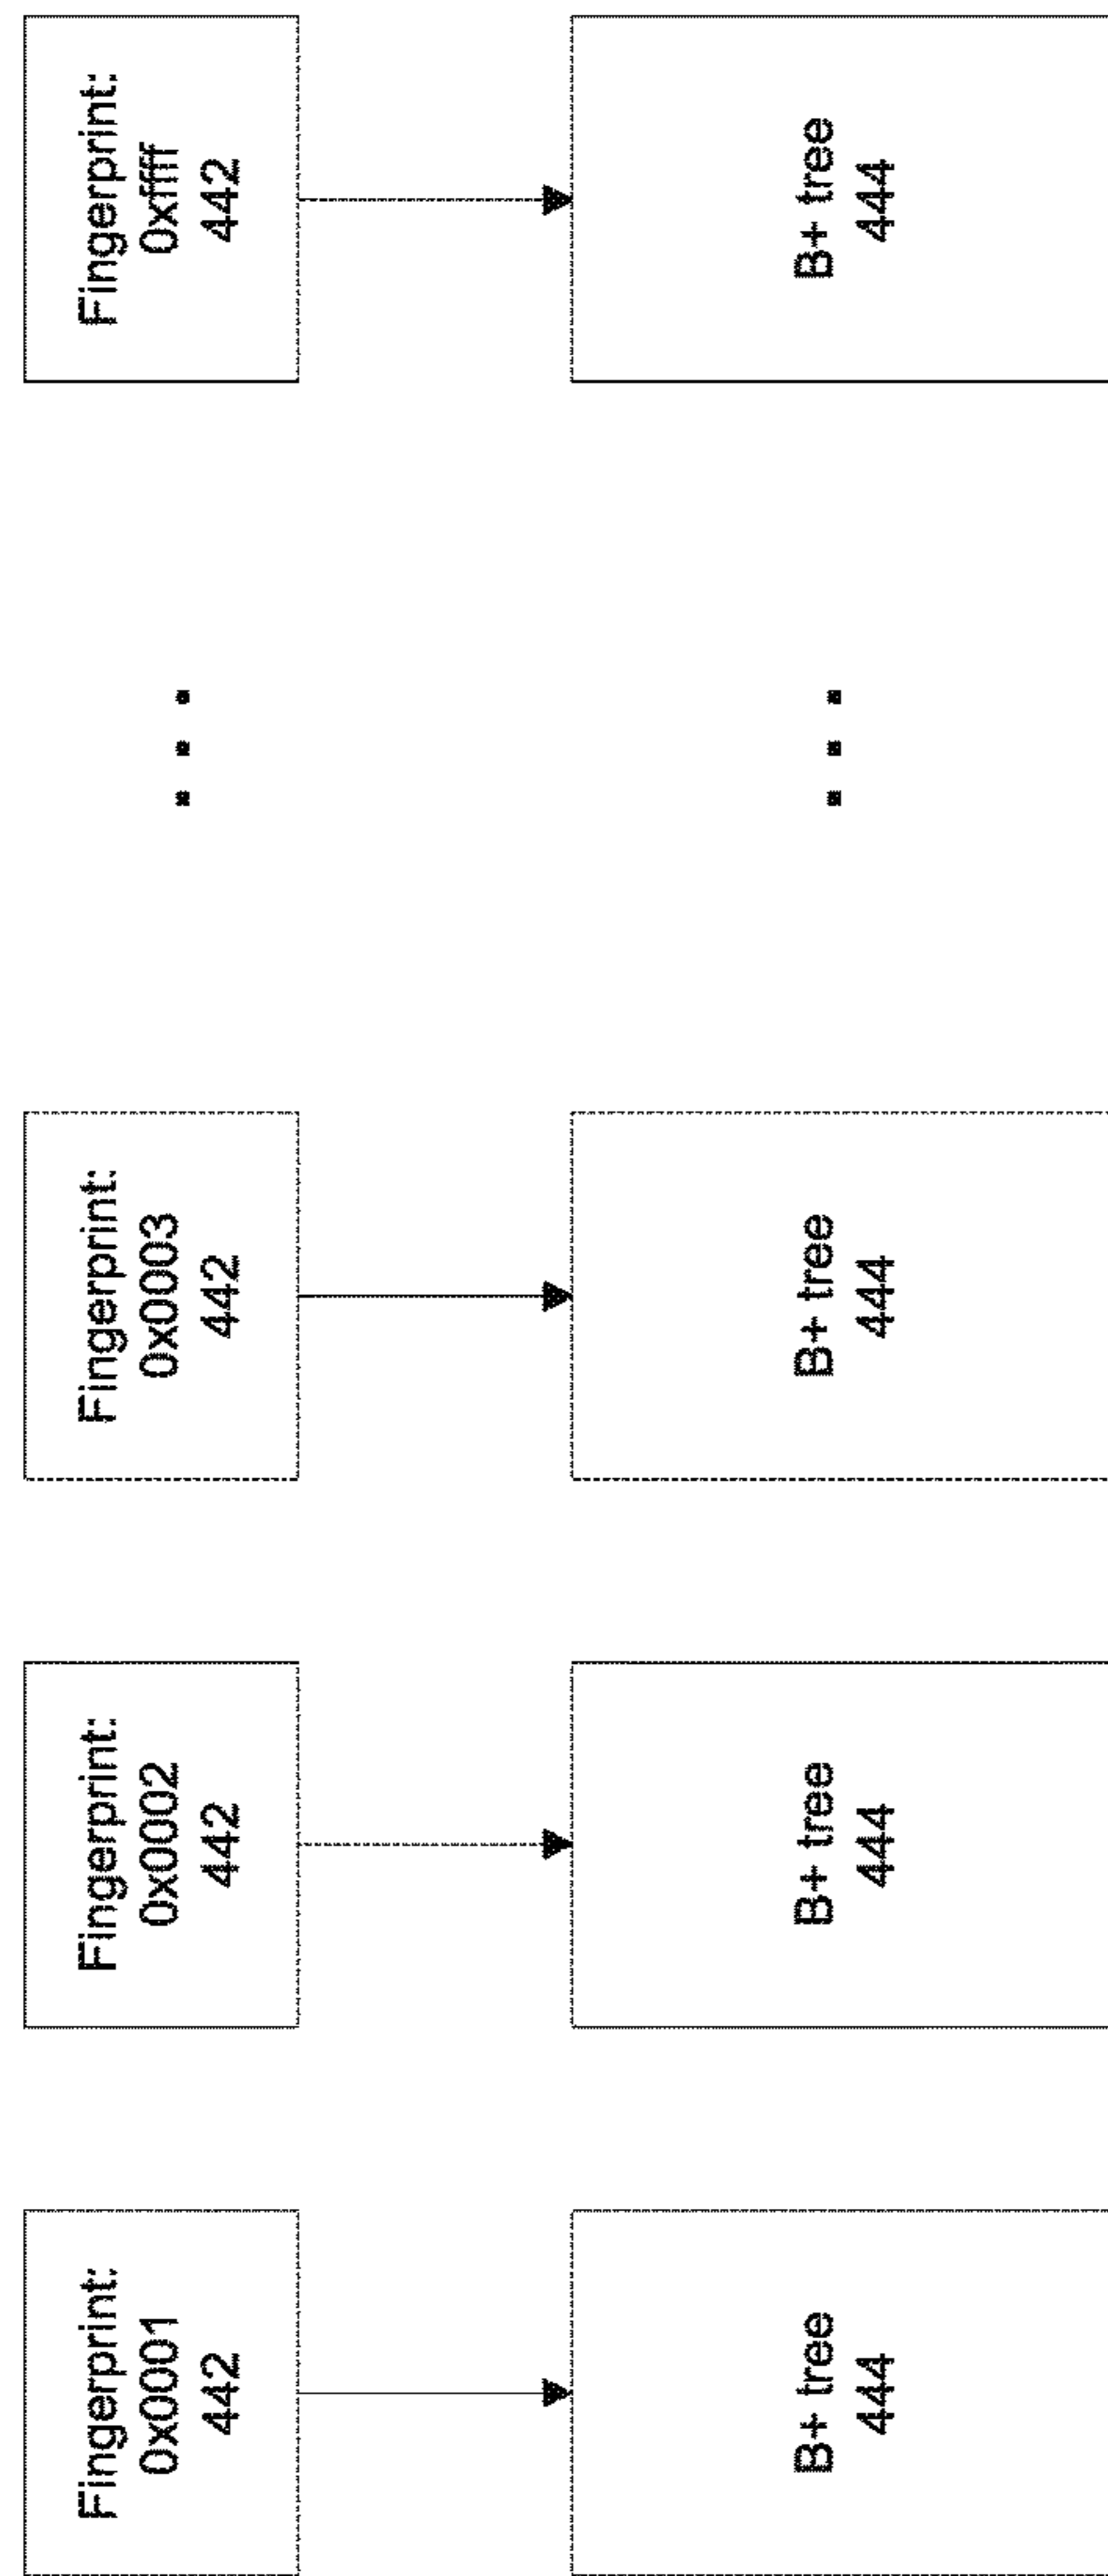 Fingerprint:
0x0001
442
Fingerprint:
0x0002
442
Fingerprint:
0x0003
442
. . .
Fingerprint:
0xffff
442
B+ tree
444
B+ tree
444
B+ tree
444
. . .
B+ tree
444